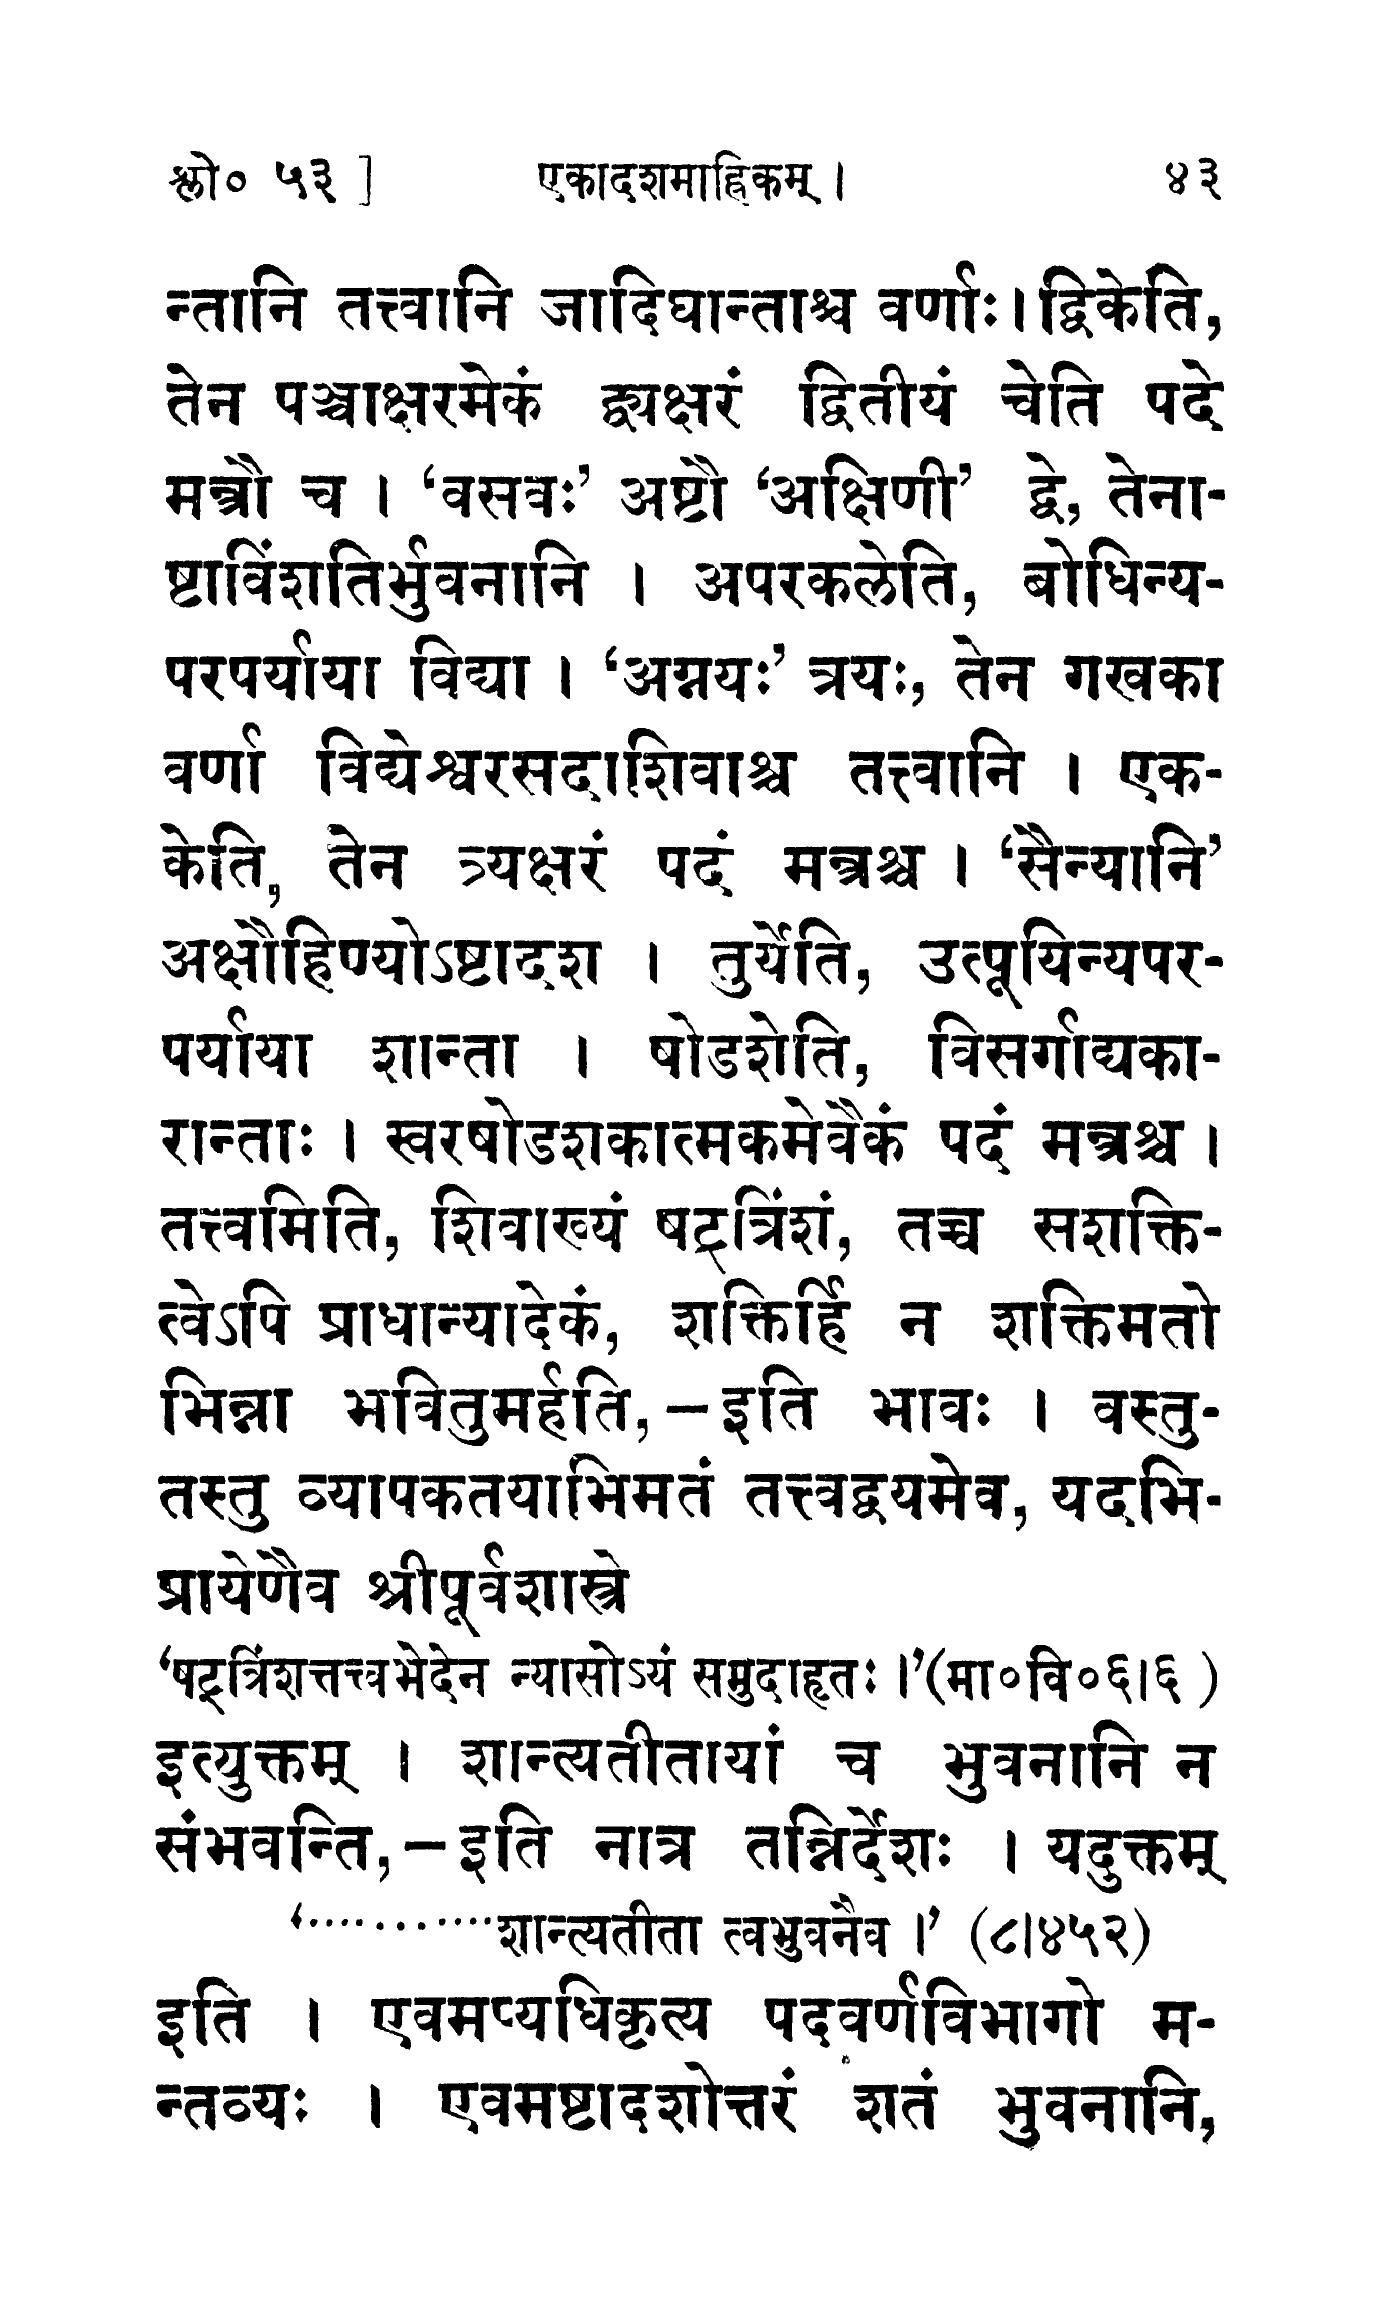 श्लो० ५३ ] एकादशमाह्निकम् । ४३
न्तानि तत्त्वानि जादिघान्ताश्च वर्णाः । द्विकेति,
तेन पञ्चाक्षरमेकं द्व्यक्षरं द्वितीयं चेति पदे
मन्त्रौ च । ‘वसवः’ अष्टौ ‘अक्षिणी’ द्वे, तेना-
ष्टाविंशतिर्भुवनानि । अपरकलेति, बोधिन्य-
परपर्याया विद्या । ‘अग्नयः’ त्रयः, तेन गखका
वर्णा विद्येश्वरसदाशिवाश्च तत्त्वानि । एक-
केति, तेन त्र्यक्षरं पदं मन्त्रश्च । ‘सैन्यानि’
अक्षौहिण्योऽष्टादश । तुर्येति, उत्पूयिन्यपर-
पर्याया शान्ता । षोडशेति, विसर्गाद्यका-
रान्ताः । स्वरषोडशकात्मकमेवैकं पदं मन्त्रश्च ।
तत्त्वमिति, शिवाख्यं षट्त्रिंशं, तच्च सशक्ति-
त्वेऽपि प्राधान्यादेकं, शक्तिर्हि न शक्तिमतो
भिन्ना भवितुमर्हति,—इति भावः । वस्तु-
तस्तु व्यापकतयाभिमतं तत्त्वद्वयमेव, यदभि-
प्रायेणैव श्रीपूर्वशास्त्रे
‘षट्त्रिंशत्तत्त्वभेदेन न्यासोऽयं समुदाहृतः ।’ (मा०वि०६।६ )
इत्युक्तम् । शान्त्यतीतायां च भुवनानि न
संभवन्ति,—इति नात्र तन्निर्देशः । यदुक्तम्
‘............शान्त्यतीता त्वभुवनैव ।’ (८।४५२)
इति । एवमप्यधिकृत्य पदवर्णविभागो म-
न्तव्यः । एवमष्टादशोत्तरं शतं भुवनानि,